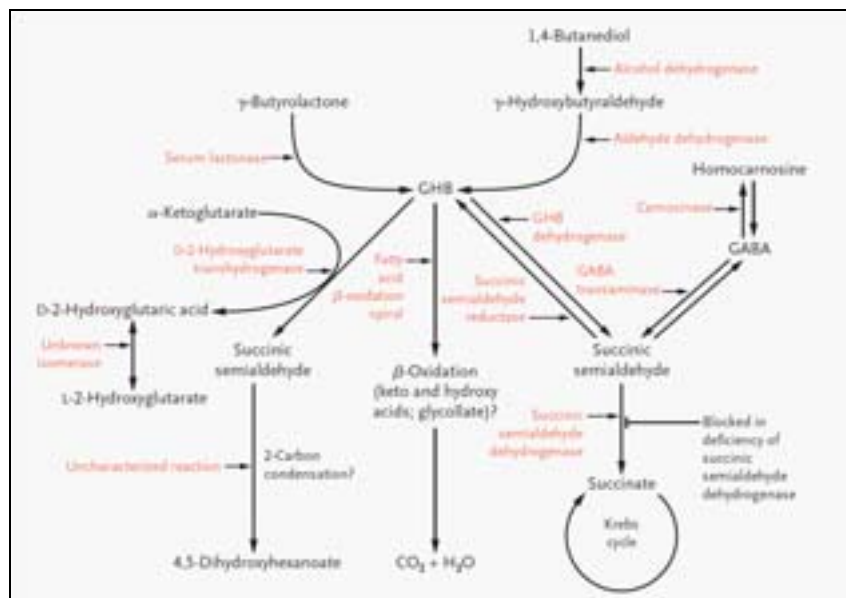 1,4-Butanediol
Alcohol dehydrogenase
γ-Butyrolactone
γ-Hydroxybutyraldehyde
Aldehyde dehydrogenase
Serum lactonase
Homocarnosine
GHB
α-Ketoglutarate
Carnosinase
GHB
dehydrogenase
GABA
D-2-Hydroxyglutarate
transhydrogenase
Fatty
acid
β-oxidation
spiral
Succinic
semialdehyde
reductase
GABA
transaminase
D-2-Hydroxyglutaric acid
Unknown
isomerase
Succinic
semialdehyde
β-Oxidation
(keto and hydroxy
acids; glycollate)?
Succinic
semialdehyde
L-2-Hydroxyglutarate
Succinic
semialdehyde
dehydrogenase
Blocked in
deficiency of
succinic
semialdehyde
dehydrogenase
Uncharacterized reaction
2-Carbon
condensation?
Succinate
Krebs
cycle
4,5-Dihydroxyhexanoate
CO₂ + H₂O